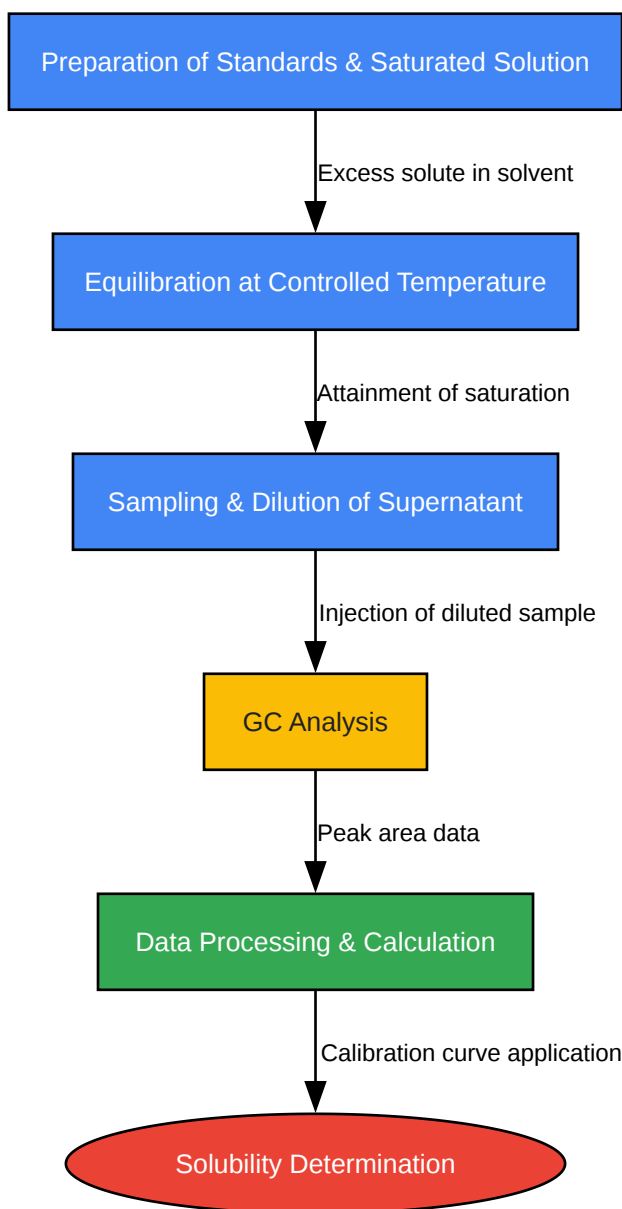 Preparation of Standards & Saturated Solution
Excess solute in solvent
Equilibration at Controlled Temperature
Attainment of saturation
Sampling & Dilution of Supernatant
Injection of diluted sample
GC Analysis
Peak area data
Data Processing & Calculation
Calibration curve application
Solubility Determination